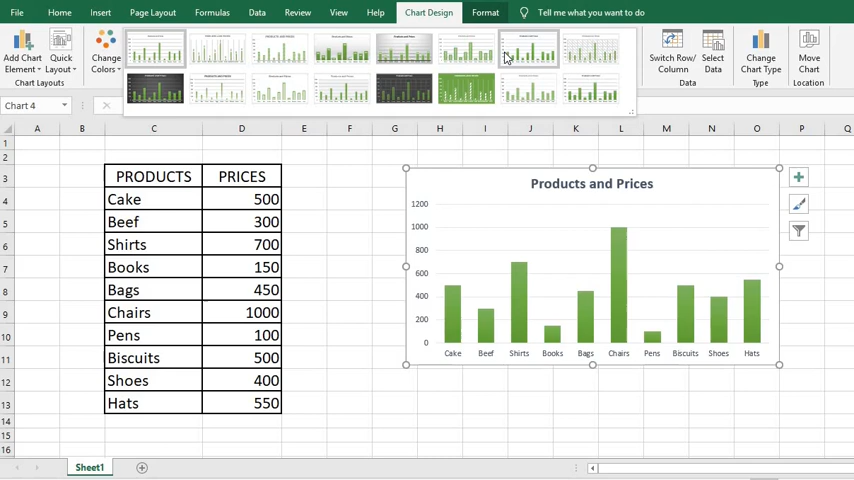 File Home Insert Page Layout Formulas Data Review View Help Chart Design Format Tell me what you want to do
Add Chart Element Quick Layout Change Colors Switch Row/ Column Select Data Change Chart Type Move Chart
Chart Layouts Data Type Location
Chart 4
A B C D E F G H I J K L M N O P Q
1
2
3 PRODUCTS PRICES
4 Cake 500
5 Beef 300
6 Shirts 700
7 Books 150
8 Bags 450
9 Chairs 1000
10 Pens 100
11 Biscuits 500
12 Shoes 400
13 Hats 550
14
15
16
Products and Prices
1200
1000
800
600
400
200
0
Cake Beef Shirts Books Bags Chairs Pens Biscuits Shoes Hats
Sheet1